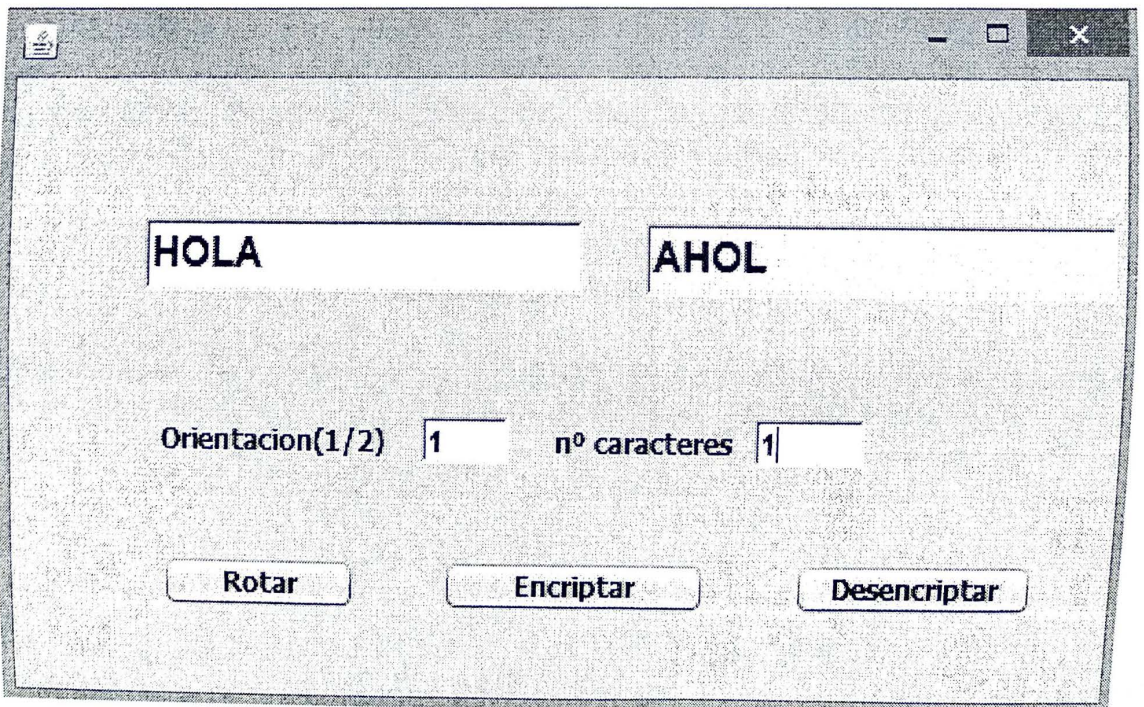 HOLA AHOL
Orientacion(1/2) 1 nº caracteres 1
Rotar Encriptar Desencriptar